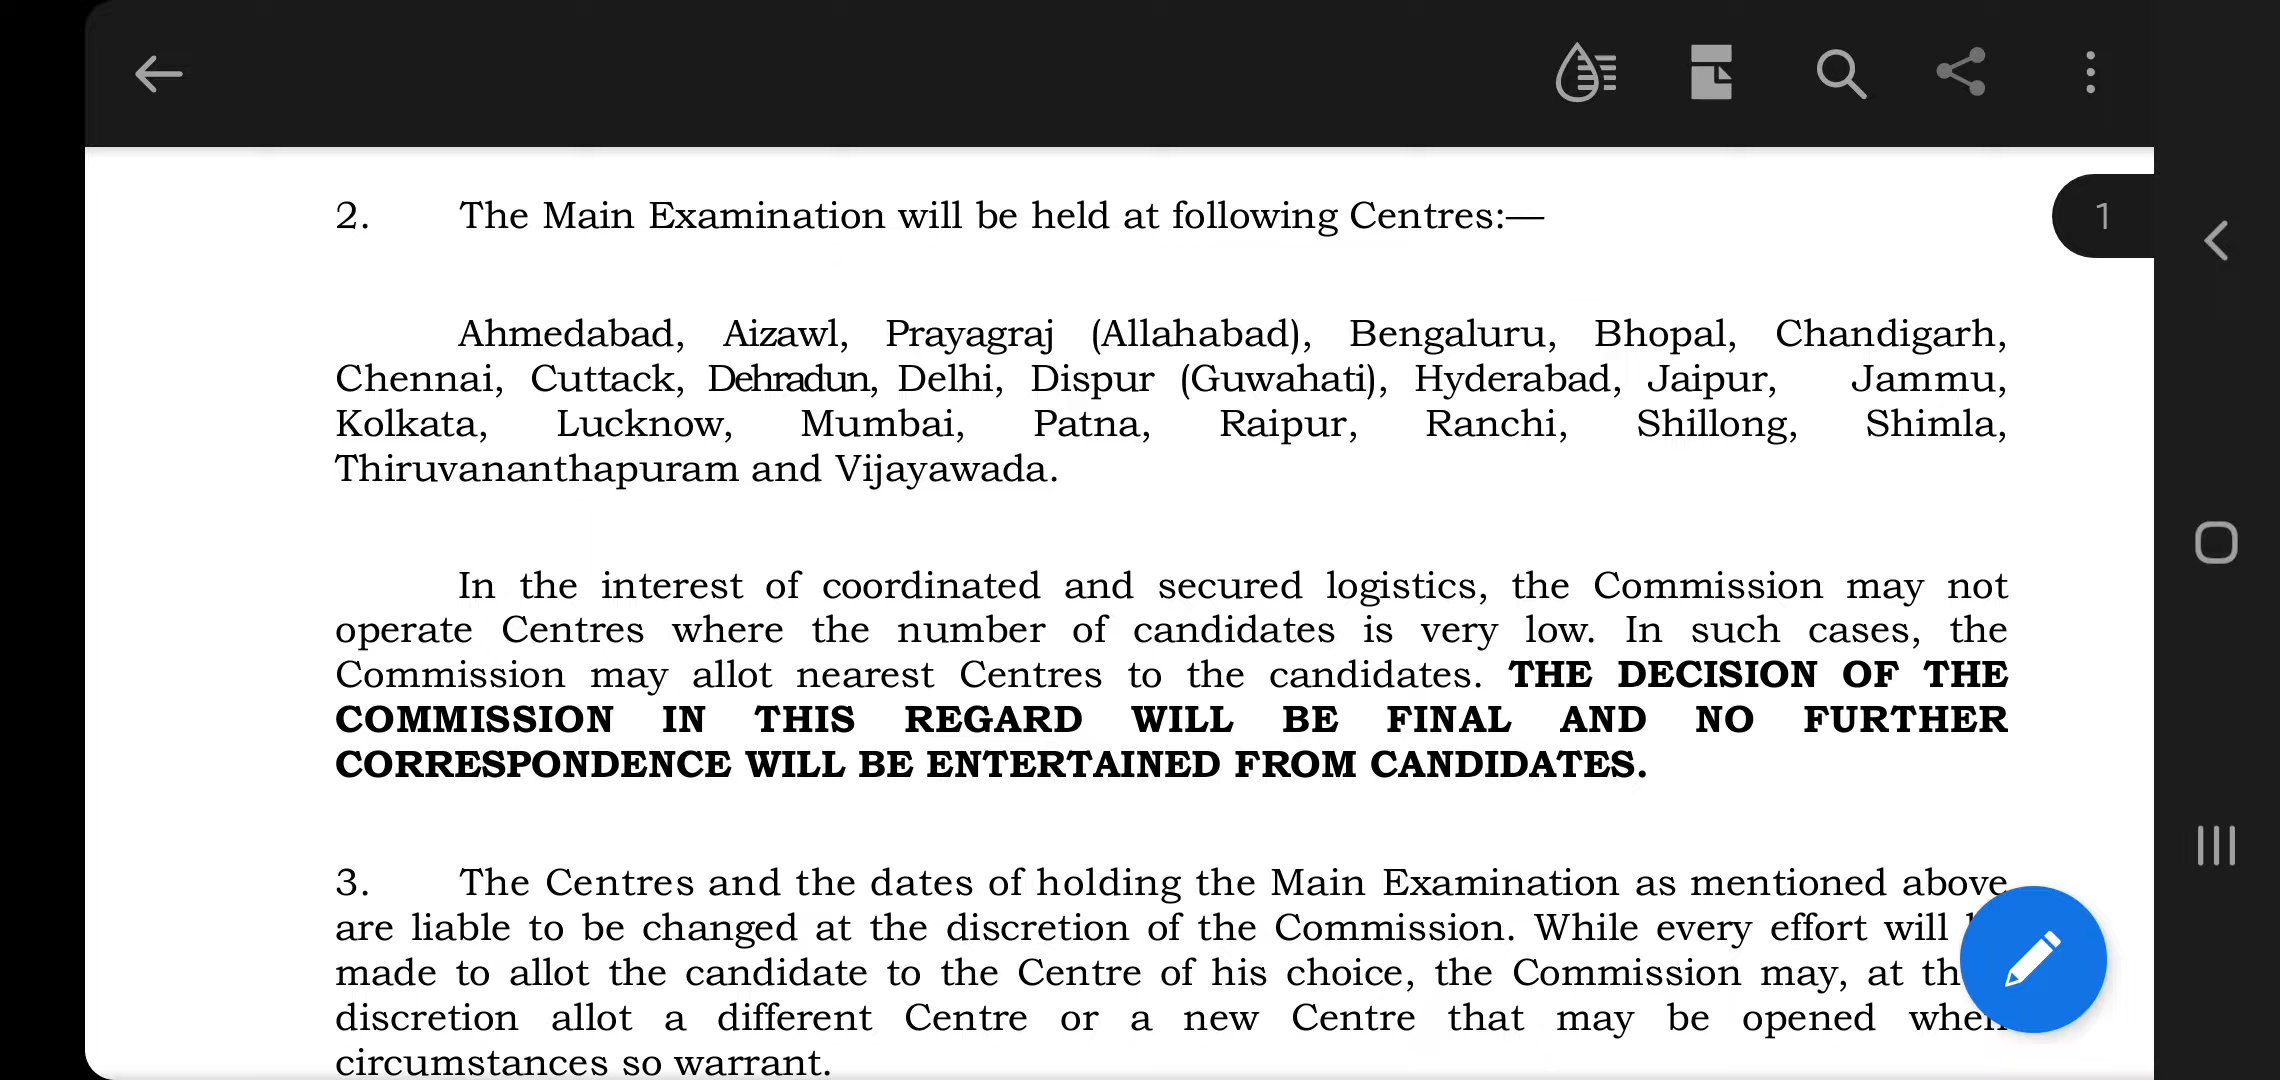 1
2. The Main Examination will be held at following Centres:—
Ahmedabad, Aizawl, Prayagraj (Allahabad), Bengaluru, Bhopal, Chandigarh,
Chennai, Cuttack, Dehradun, Delhi, Dispur (Guwahati), Hyderabad, Jaipur, Jammu,
Kolkata, Lucknow, Mumbai, Patna, Raipur, Ranchi, Shillong, Shimla,
Thiruvananthapuram and Vijayawada.
In the interest of coordinated and secured logistics, the Commission may not
operate Centres where the number of candidates is very low. In such cases, the
Commission may allot nearest Centres to the candidates. THE DECISION OF THE
COMMISSION IN THIS REGARD WILL BE FINAL AND NO FURTHER
CORRESPONDENCE WILL BE ENTERTAINED FROM CANDIDATES.
3. The Centres and the dates of holding the Main Examination as mentioned above
are liable to be changed at the discretion of the Commission. While every effort will
made to allot the candidate to the Centre of his choice, the Commission may, at
discretion allot a different Centre or a new Centre that may be opened when
circumstances so warrant.